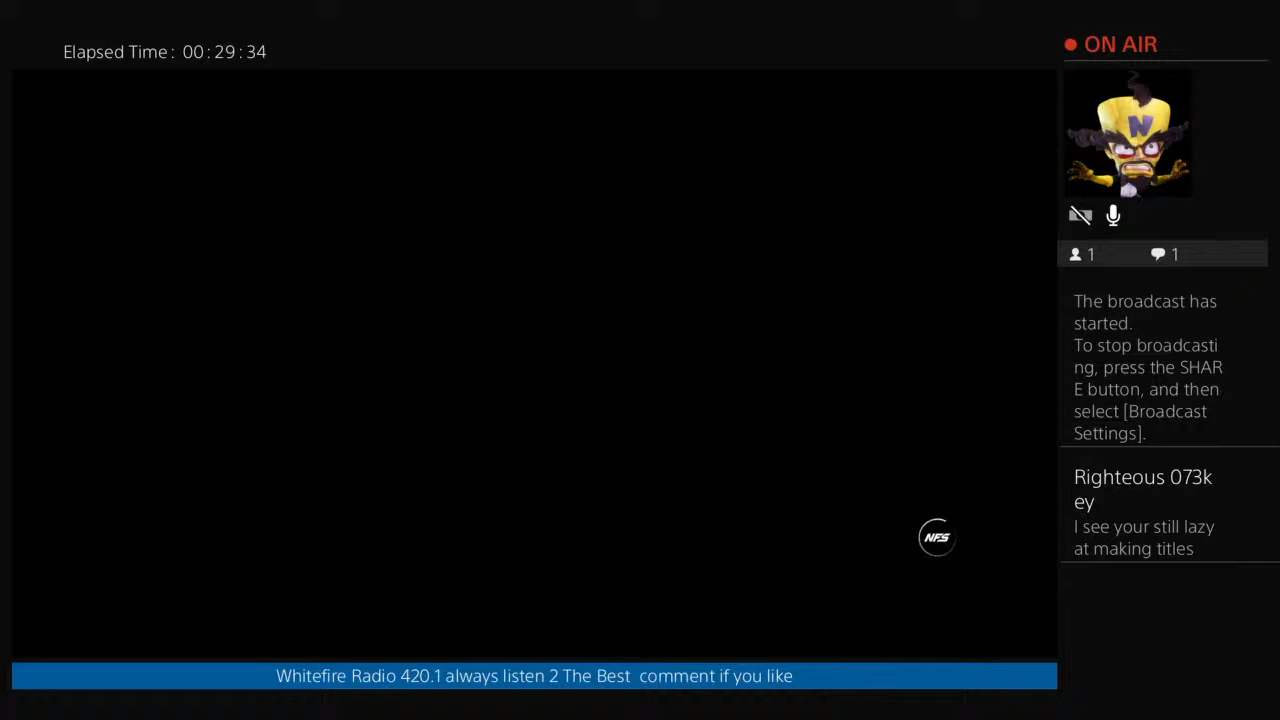 Elapsed Time: 00:29:34
ON AIR
N
1 1
The broadcast has
started.
To stop broadcasti
ng, press the SHAR
E button, and then
select [Broadcast
Settings].
Righteous 073k
ey
I see your still lazy
at making titles
NFS
Whitefire Radio 420.1 always listen 2 The Best comment if you like